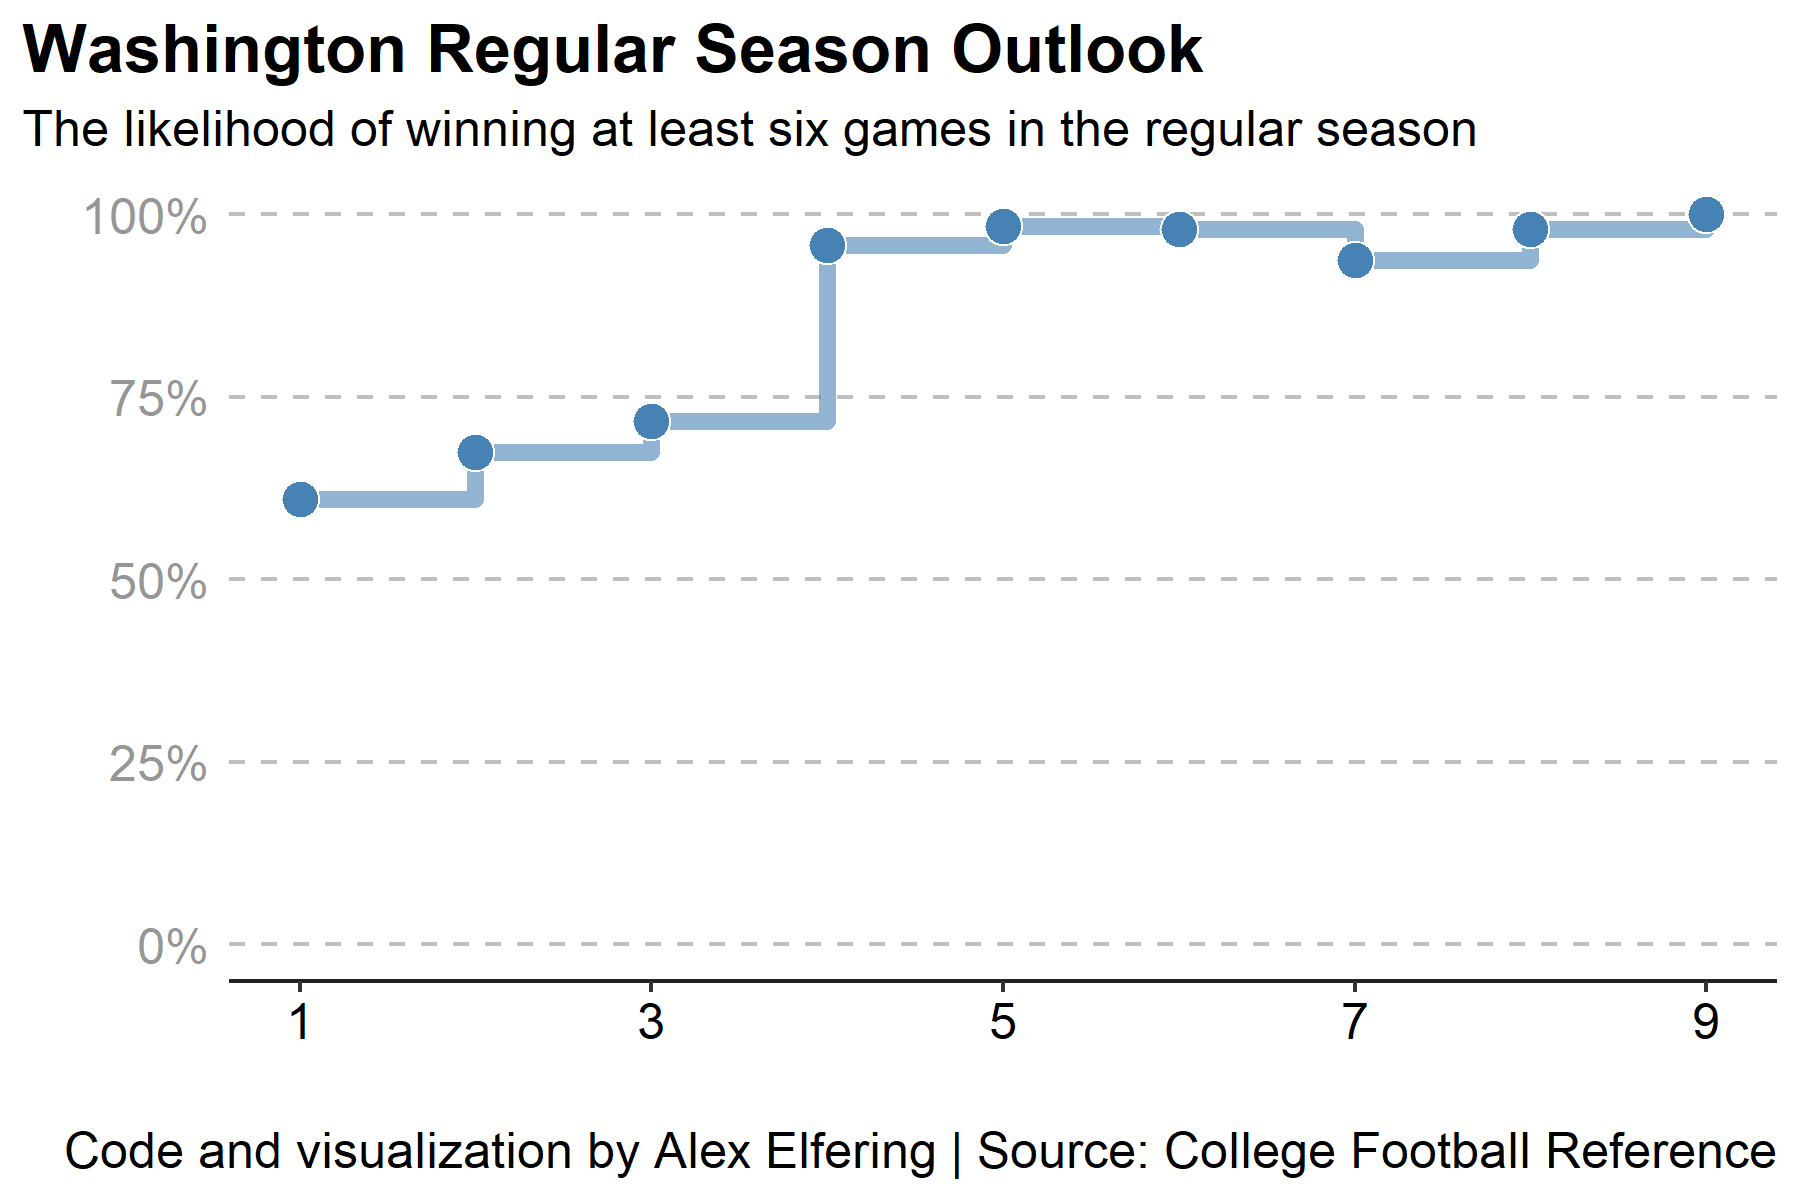 Washington Regular Season Outlook
The likelihood of winning at least six games in the regular season
100%
75%
50%
25%
0%
1 3 5 7 9
Code and visualization by Alex Elfering | Source: College Football Reference